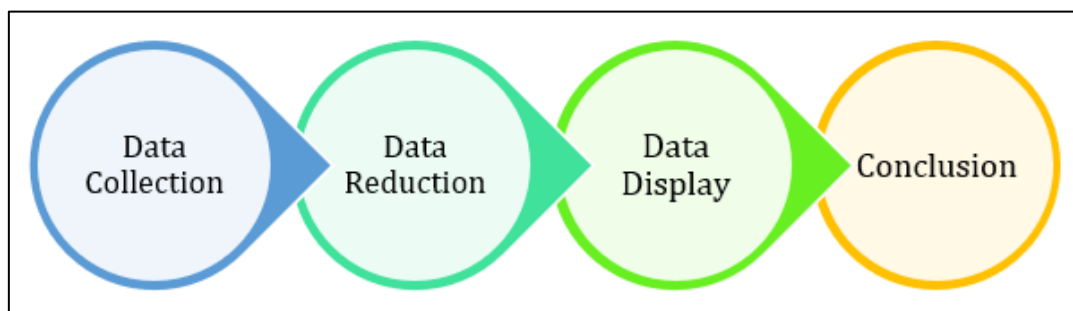 Data
Collection
Data
Reduction
Data
Display
Conclusion